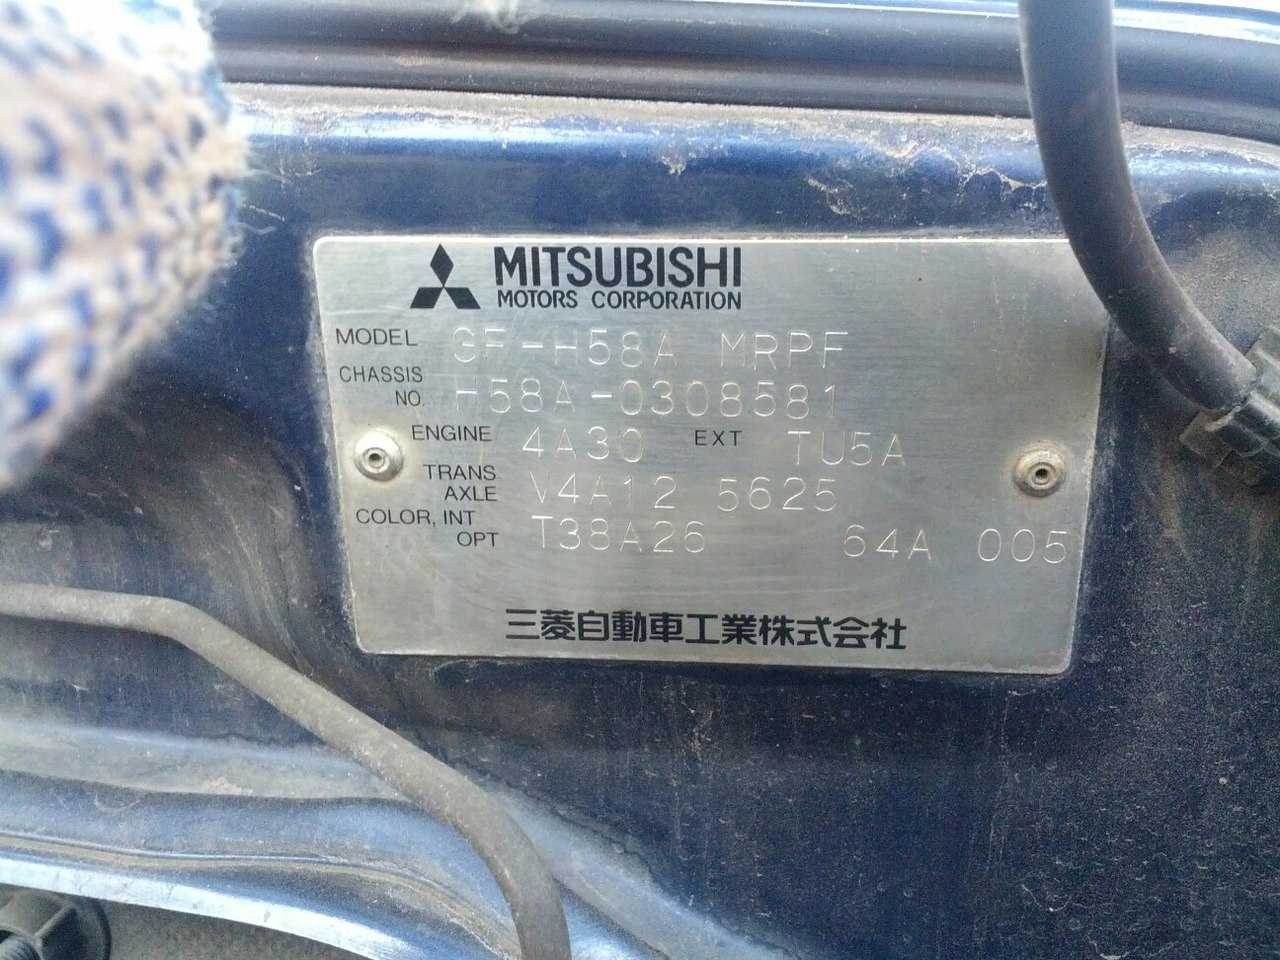 MITSUBISHI
MOTORS CORPORATION
MODEL GF-H58A MRPF
CHASSIS NO. H58A-0308581
ENGINE 4A30 EXT TU5A
TRANS AXLE V4A12 5625
COLOR, INT OPT T38A26 64A 005
三菱自動車工業株式会社